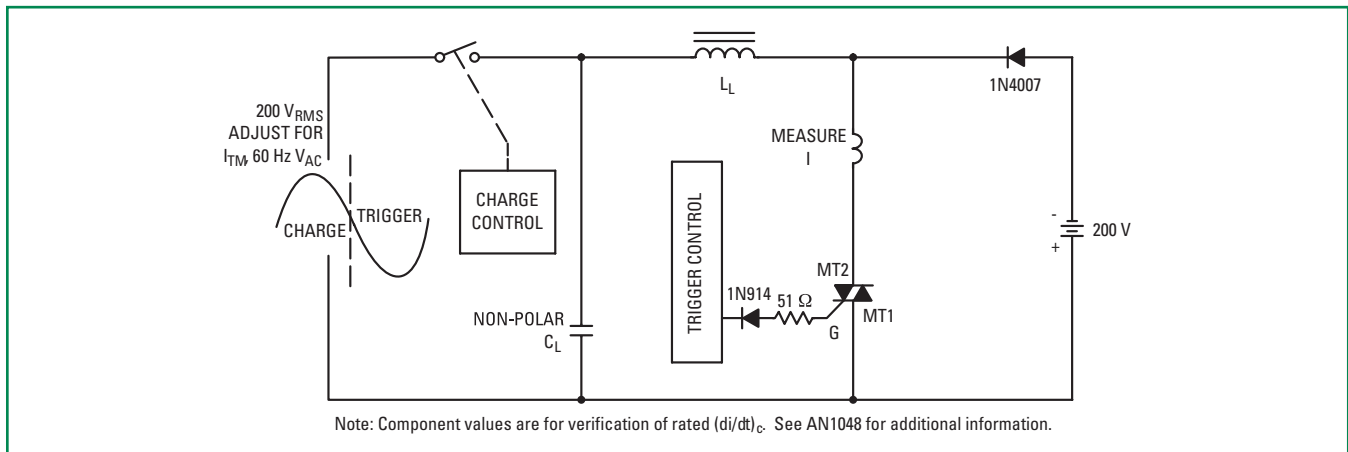 200 V_RMS
ADJUST FOR
I_TM, 60 Hz V_AC
TRIGGER
CHARGE
CHARGE
CONTROL
NON-POLAR
C_L
L_L
MEASURE
I
TRIGGER CONTROL
1N914
51 Ω
G
MT2
MT1
1N4007
-
+
200 V
Note: Component values are for verification of rated (di/dt)_c. See AN1048 for additional information.